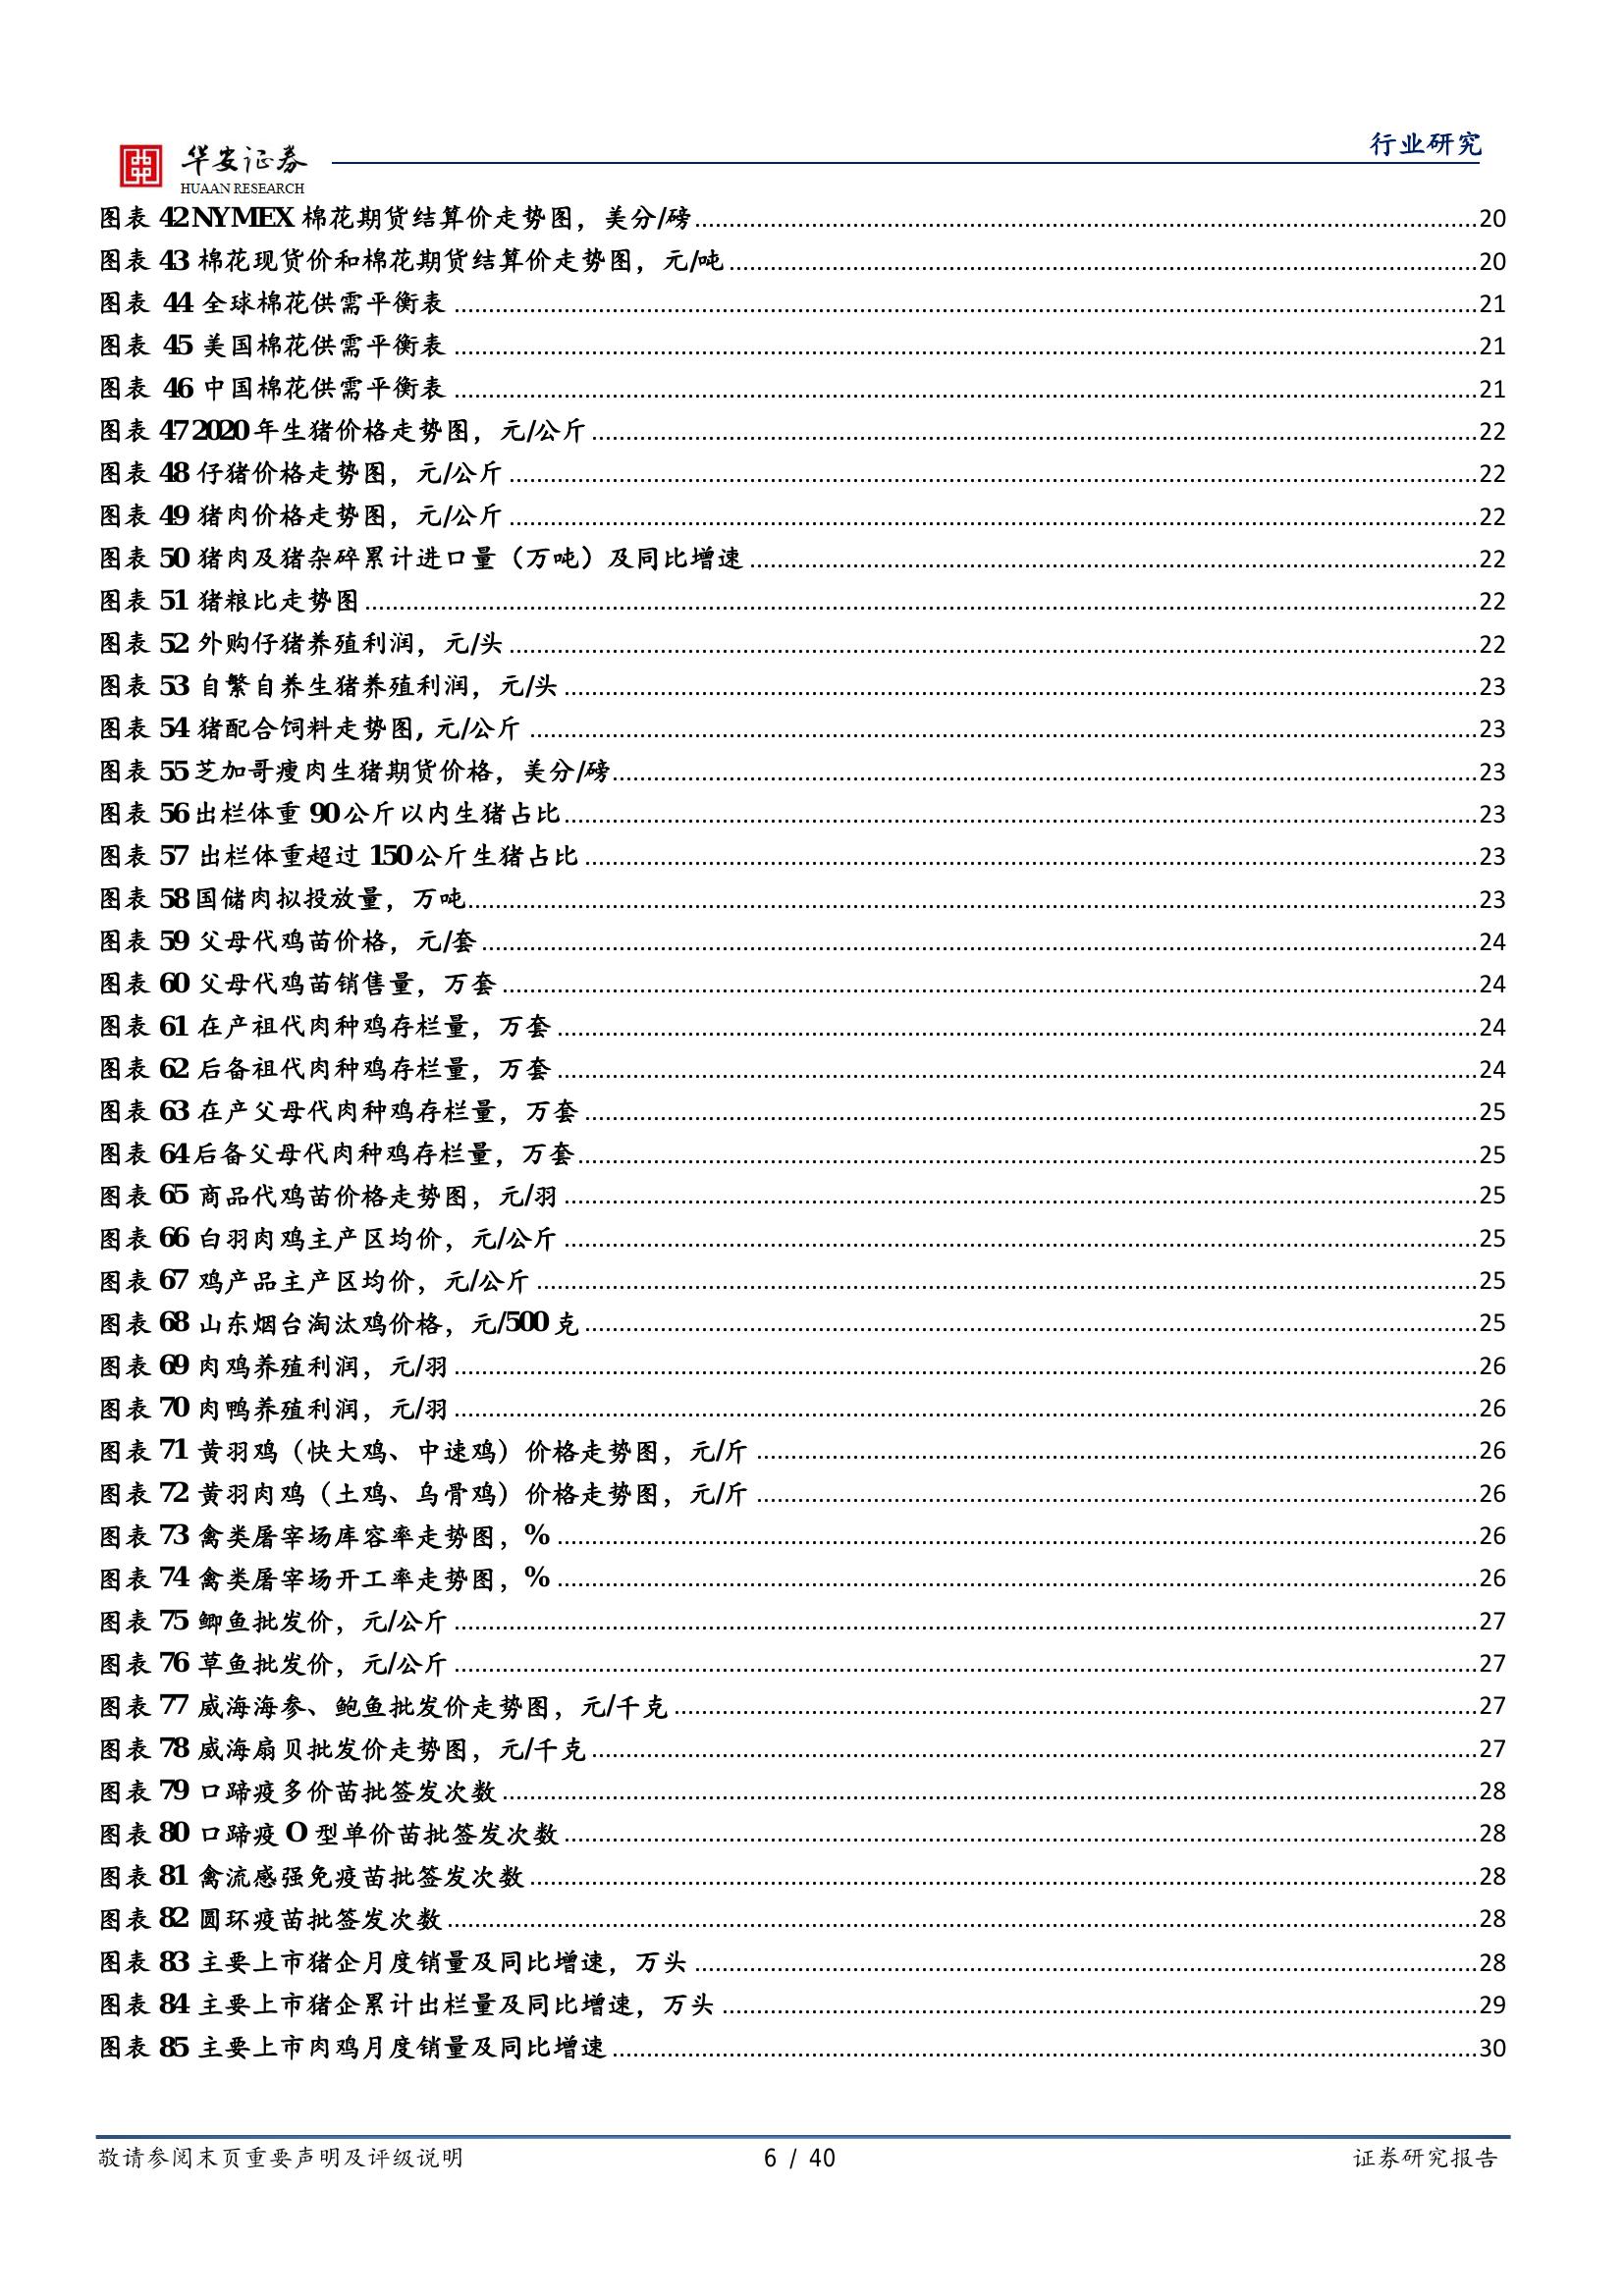 行业研究
华安证券
HUAAN RESEARCH
图表 42 NYMEX 棉花期货结算价走势图，美分/磅........20
图表 43 棉花现货价和棉花期货结算价走势图，元/吨........20
图表 44 全球棉花供需平衡表........21
图表 45 美国棉花供需平衡表........21
图表 46 中国棉花供需平衡表........21
图表 47 2020 年生猪价格走势图，元/公斤........22
图表 48 仔猪价格走势图，元/公斤........22
图表 49 猪肉价格走势图，元/公斤........22
图表 50 猪肉及猪杂碎累计进口量（万吨）及同比增速........22
图表 51 猪粮比走势图........22
图表 52 外购仔猪养殖利润，元/头........22
图表 53 自繁自养生猪养殖利润，元/头........23
图表 54 猪配合饲料走势图, 元/公斤........23
图表 55 芝加哥瘦肉生猪期货价格，美分/磅........23
图表 56 出栏体重 90 公斤以内生猪占比........23
图表 57 出栏体重超过 150 公斤生猪占比........23
图表 58 国储肉拟投放量，万吨........23
图表 59 父母代鸡苗价格，元/套........24
图表 60 父母代鸡苗销售量，万套........24
图表 61 在产祖代肉种鸡存栏量，万套........24
图表 62 后备祖代肉种鸡存栏量，万套........24
图表 63 在产父母代肉种鸡存栏量，万套........25
图表 64 后备父母代肉种鸡存栏量，万套........25
图表 65 商品代鸡苗价格走势图，元/羽........25
图表 66 白羽肉鸡主产区均价，元/公斤........25
图表 67 鸡产品主产区均价，元/公斤........25
图表 68 山东烟台淘汰鸡价格，元/500 克........25
图表 69 肉鸡养殖利润，元/羽........26
图表 70 肉鸭养殖利润，元/羽........26
图表 71 黄羽鸡（快大鸡、中速鸡）价格走势图，元/斤........26
图表 72 黄羽肉鸡（土鸡、乌骨鸡）价格走势图，元/斤........26
图表 73 禽类屠宰场库容率走势图，%........26
图表 74 禽类屠宰场开工率走势图，%........26
图表 75 鲫鱼批发价，元/公斤........27
图表 76 草鱼批发价，元/公斤........27
图表 77 威海海参、鲍鱼批发价走势图，元/千克........27
图表 78 威海扇贝批发价走势图，元/千克........27
图表 79 口蹄疫多价苗批签发次数........28
图表 80 口蹄疫 O 型单价苗批签发次数........28
图表 81 禽流感强免疫苗批签发次数........28
图表 82 圆环疫苗批签发次数........28
图表 83 主要上市猪企月度销量及同比增速，万头........28
图表 84 主要上市猪企累计出栏量及同比增速，万头........29
图表 85 主要上市肉鸡月度销量及同比增速........30
敬请参阅末页重要声明及评级说明 6 / 40 证券研究报告